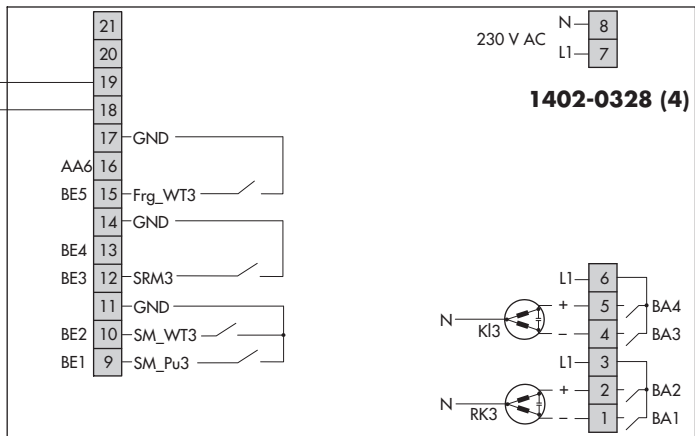 21
20
19
18
17 GND
AA6 16
BE5 15 Frg_WT3
14 GND
BE4 13
BE3 12 SRM3
11 GND
BE2 10 SM_WT3
BE1 9 SM_Pu3
230 V AC
N 8
L1 7
1402-0328 (4)
L1 6
+ 5 BA4
N Kl3 – 4 BA3
L1 3
+ 2 BA2
N RK3 – 1 BA1